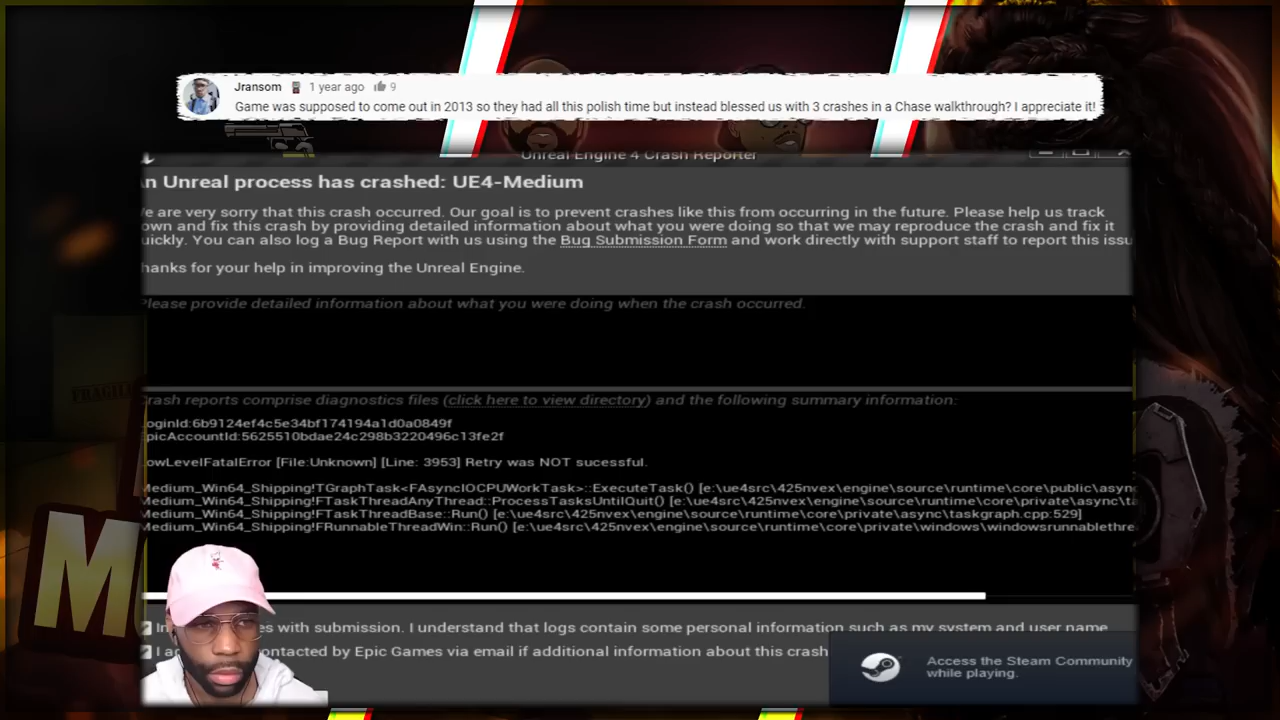 Jransom 1 year ago 9
Game was supposed to come out in 2013 so they had all this polish time but instead blessed us with 3 crashes in a Chase walkthrough? I appreciate it!
Unreal Engine 4 Crash Reporter
n Unreal process has crashed: UE4-Medium
e are very sorry that this crash occurred. Our goal is to prevent crashes like this from occurring in the future. Please help us track
own and fix this crash by providing detailed information about what you were doing so that we may reproduce the crash and fix it
uickly. You can also log a Bug Report with us using the Bug Submission Form and work directly with support staff to report this issu
hanks for your help in improving the Unreal Engine.
Please provide detailed information about what you were doing when the crash occurred.
Crash reports comprise diagnostics files (click here to view directory) and the following summary information:
LoginId:6b9124ef4c5e34bf174194a1d0a0849f
EpicAccountId:5625510bdae24c298b3220496c13fe2f
LowLevelFatalError [File:Unknown] [Line: 3953] Retry was NOT sucessful.
Medium_Win64_Shipping!TGraphTask<FAsyncIOCPUWorkTask>::ExecuteTask() [e:\ue4src\425nvex\engine\source\runtime\core\public\async
Medium_Win64_Shipping!FTaskThreadAnyThread::ProcessTasksUntilQuit() [e:\ue4src\425nvex\engine\source\runtime\core\private\async\ta
Medium_Win64_Shipping!FTaskThreadBase::Run() [e:\ue4src\425nvex\engine\source\runtime\core\private\async\taskgraph.cpp:529]
Medium_Win64_Shipping!FRunnableThreadWin::Run() [e:\ue4src\425nvex\engine\source\runtime\core\private\windows\windowsrunnablethre
In es with submission. I understand that logs contain some personal information such as my system and user name
I a ontacted by Epic Games via email if additional information about this crash
Access the Steam Community
while playing.
FRAGILE
M